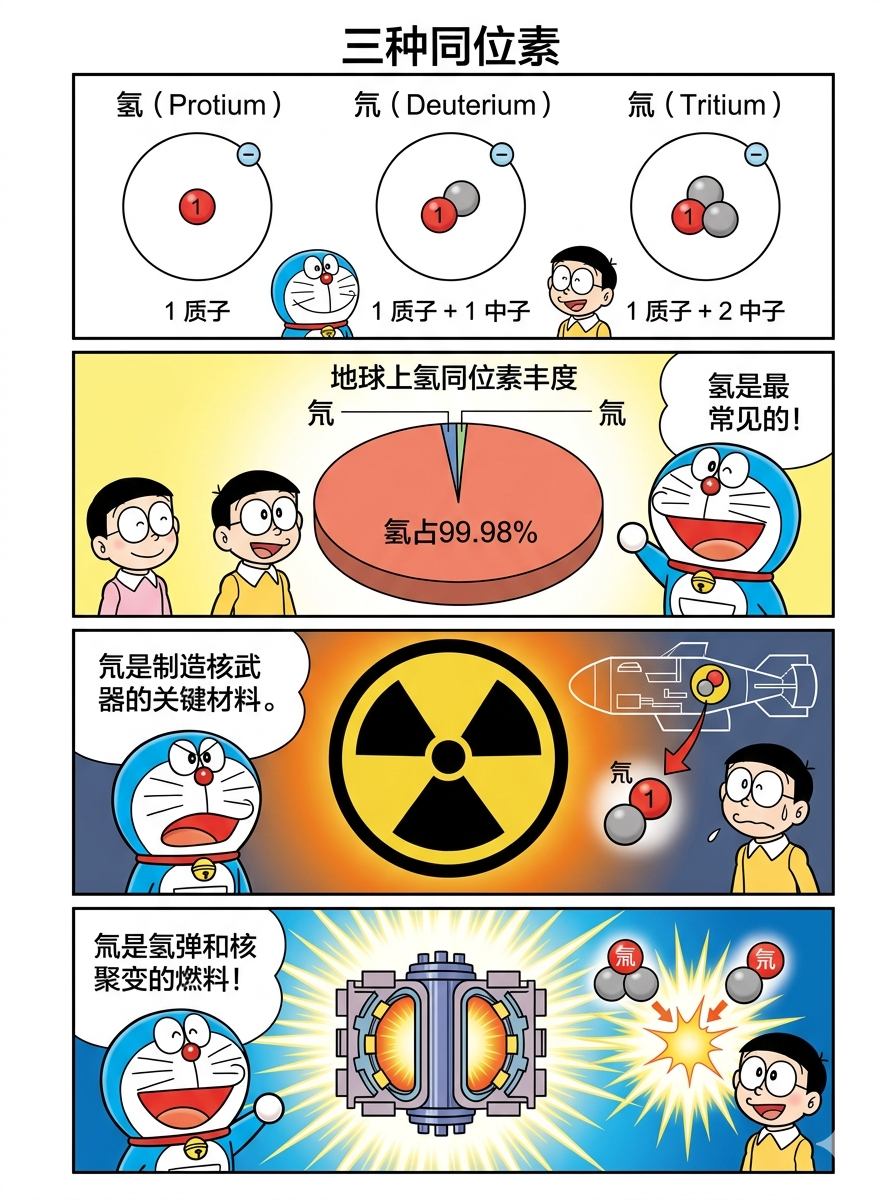 三种同位素
氢（Protium）
氘（Deuterium）
氚（Tritium）
1
1
1
1 质子
1 质子 + 1 中子
1 质子 + 2 中子
地球上氢同位素丰度
氘
氘
氢占99.98%
氢是最
常见的！
氘是制造核武
器的关键材料。
氘
1
氚是氢弹和核
聚变的燃料！
氚
氘